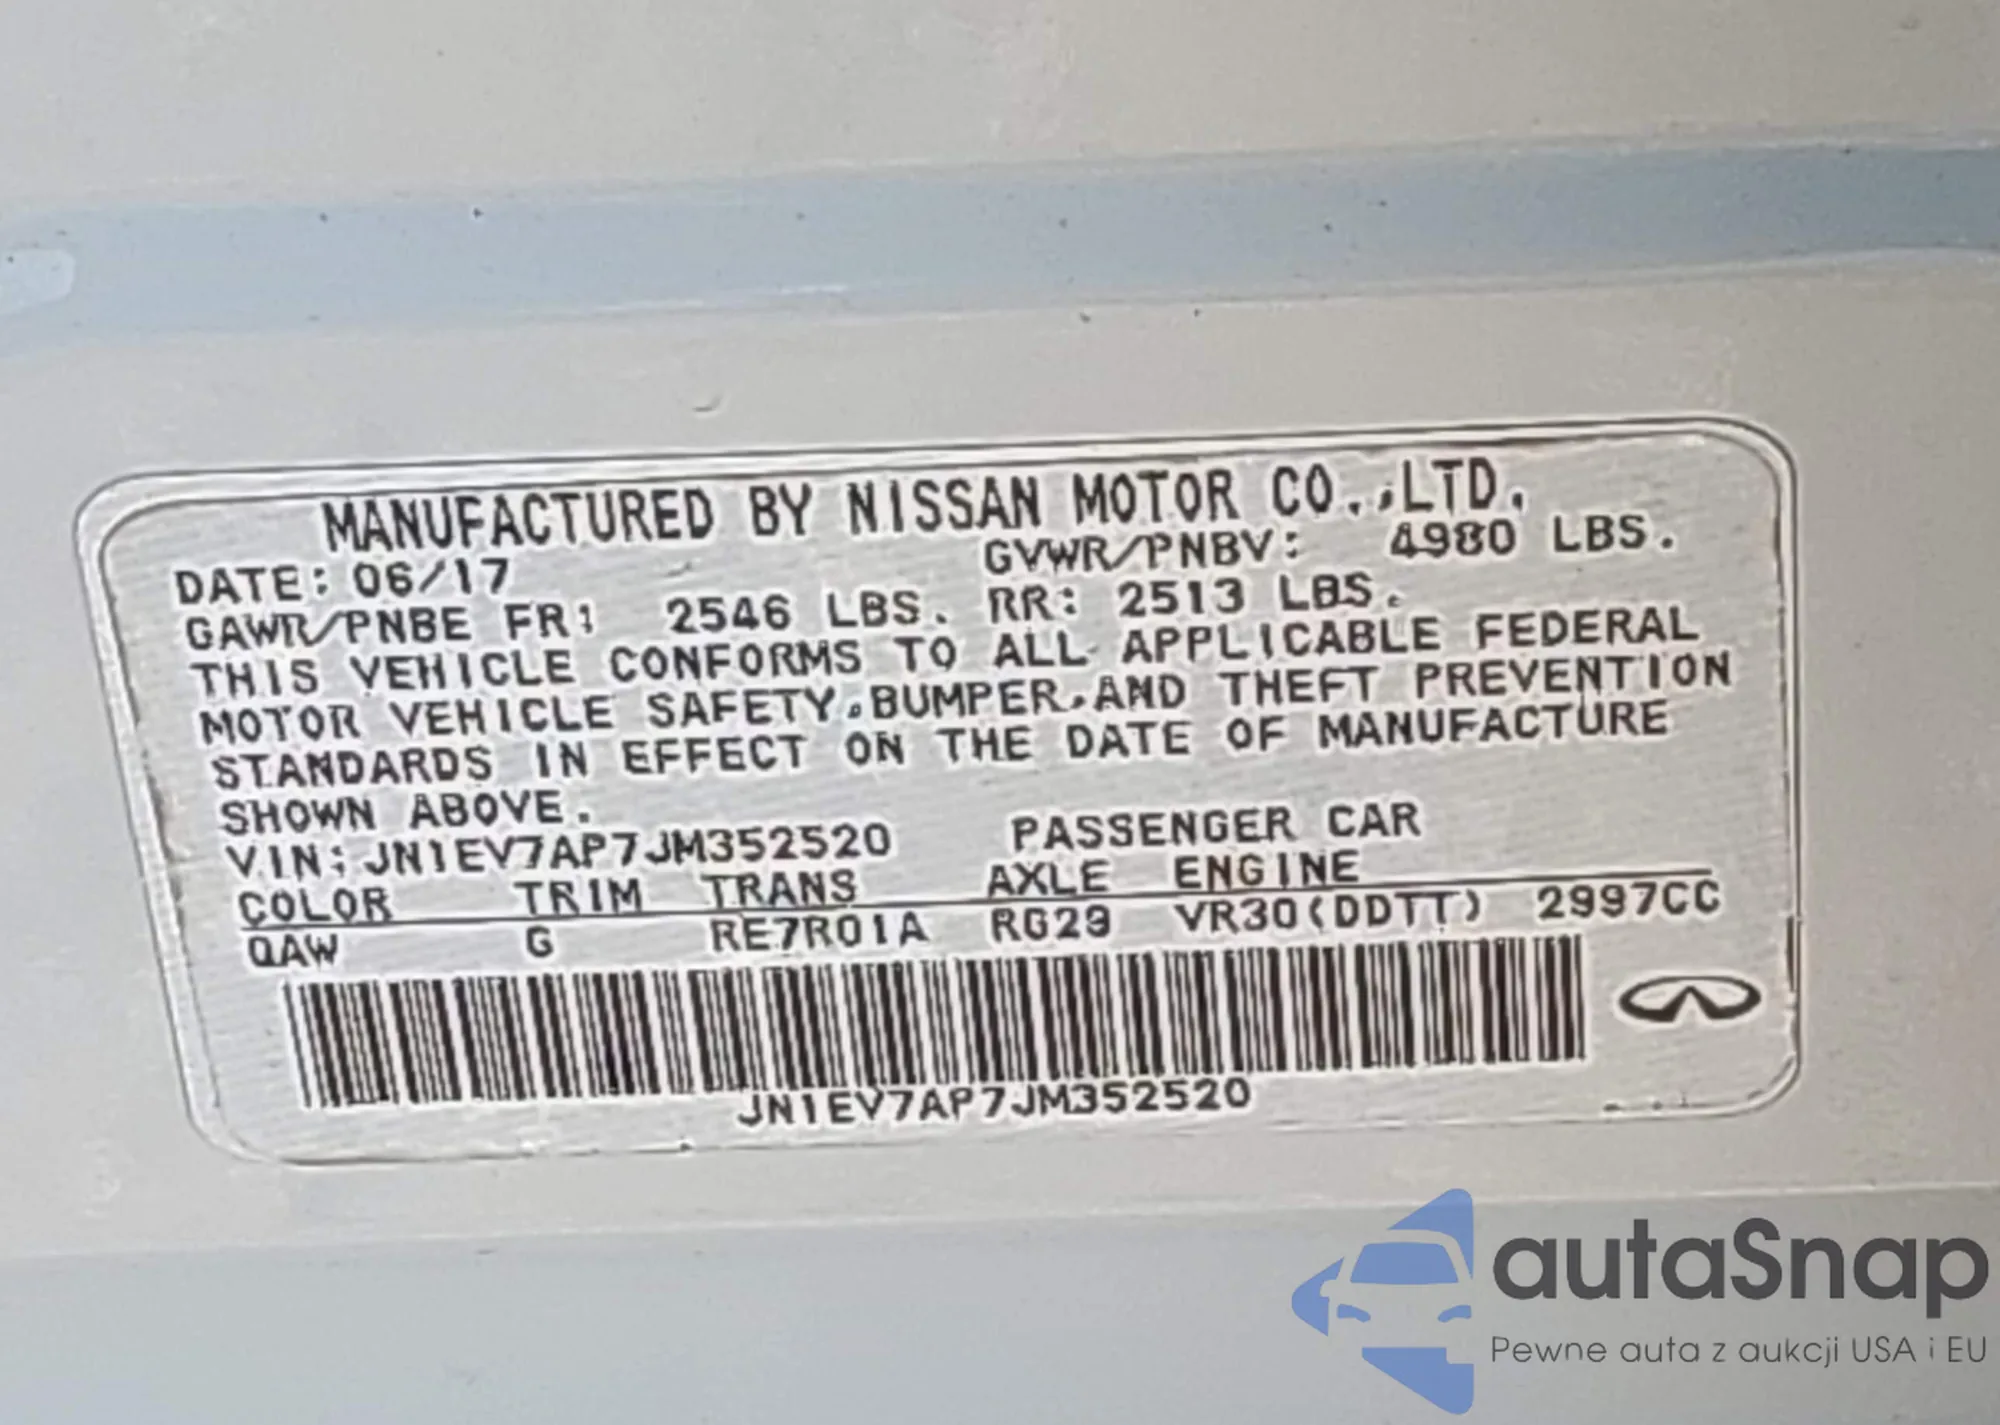 MANUFACTURED BY NISSAN MOTOR CO.,LTD.
DATE: 06/17 GVWR/PNBV: 4980 LBS.
GAWR/PNBE FR: 2546 LBS. RR: 2513 LBS.
THIS VEHICLE CONFORMS TO ALL APPLICABLE FEDERAL
MOTOR VEHICLE SAFETY,BUMPER,AND THEFT PREVENTION
STANDARDS IN EFFECT ON THE DATE OF MANUFACTURE
SHOWN ABOVE.
VIN:JN1EV7AP7JM352520 PASSENGER CAR
COLOR TRIM TRANS AXLE ENGINE
QAW G RE7R01A RG29 VR30(DDTT) 2997CC
JN1EV7AP7JM352520
autaSnap
Pewne auta z aukcji USA i EU